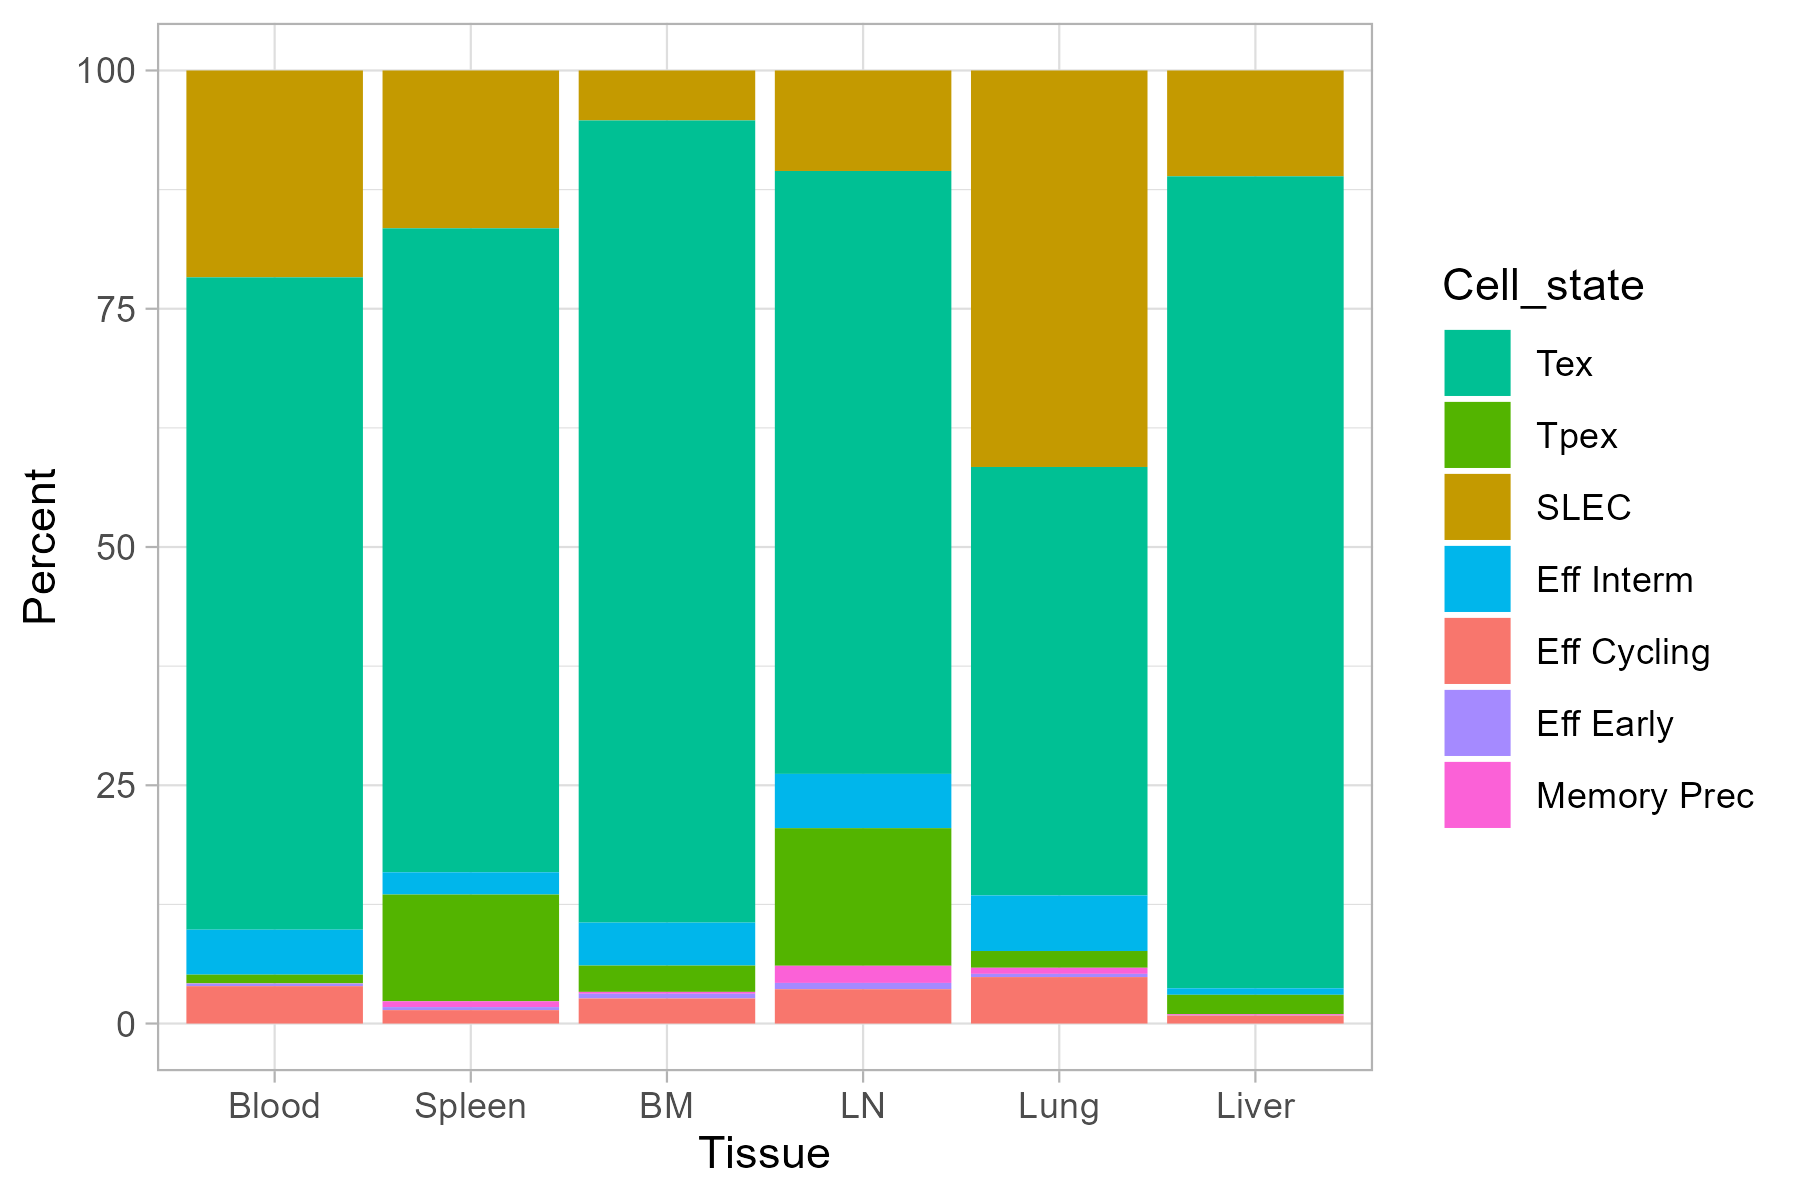 100
75
50
25
0
Percent
Blood Spleen BM LN Lung Liver
Tissue
Cell_state
Tex
Tpex
SLEC
Eff Interm
Eff Cycling
Eff Early
Memory Prec